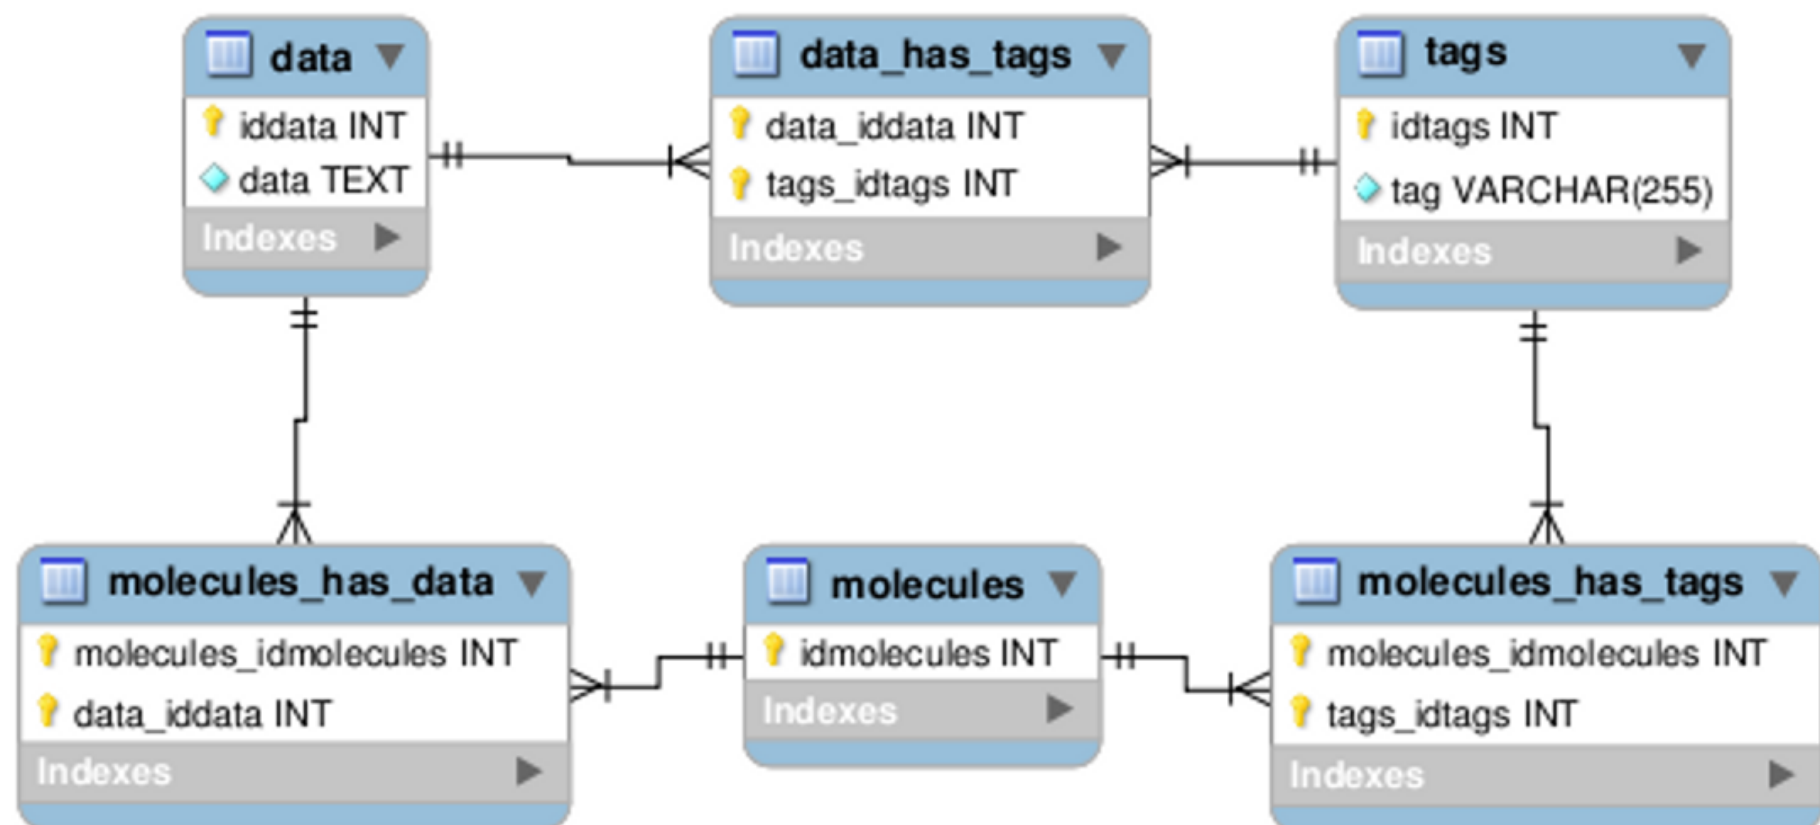 data
iddata INT
data TEXT
Indexes
data_has_tags
data_iddata INT
tags_idtags INT
Indexes
tags
idtags INT
tag VARCHAR(255)
Indexes
molecules_has_data
molecules_idmolecules INT
data_iddata INT
Indexes
molecules
idmolecules INT
Indexes
molecules_has_tags
molecules_idmolecules INT
tags_idtags INT
Indexes